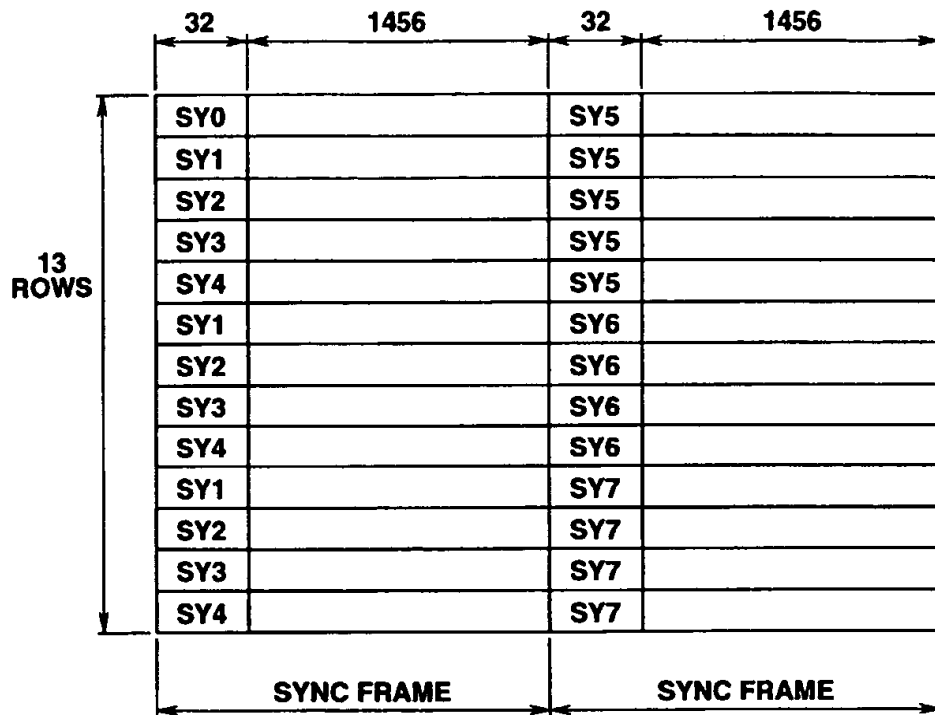 32 1456 32 1456
SY0 SY5
SY1 SY5
SY2 SY5
SY3 SY5
13
ROWS
SY4 SY5
SY1 SY6
SY2 SY6
SY3 SY6
SY4 SY6
SY1 SY7
SY2 SY7
SY3 SY7
SY4 SY7
SYNC FRAME SYNC FRAME